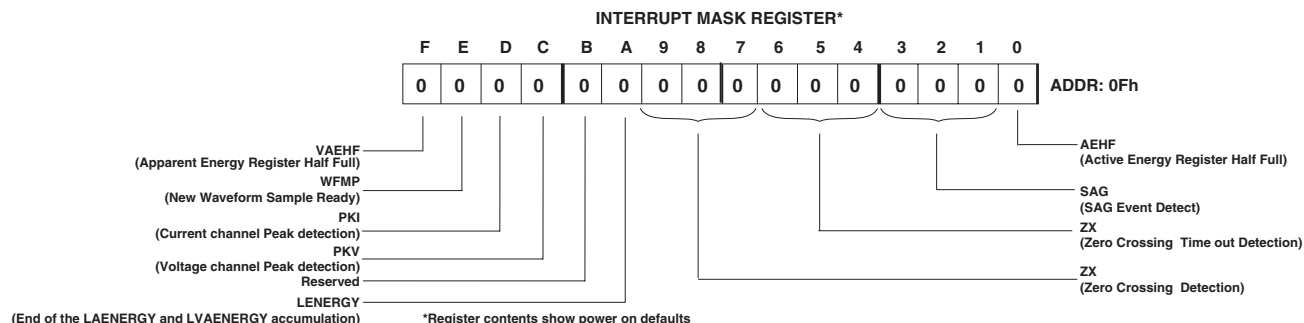 INTERRUPT MASK REGISTER*
F E D C B A 9 8 7 6 5 4 3 2 1 0
0 0 0 0 0 0 0 0 0 0 0 0 0 0 0 0 ADDR: 0Fh
VAEHF
(Apparent Energy Register Half Full)
WFMP
(New Waveform Sample Ready)
PKI
(Current channel Peak detection)
PKV
(Voltage channel Peak detection)
Reserved
LENERGY
(End of the LAENERGY and LVAENERGY accumulation)
AEHF
(Active Energy Register Half Full)
SAG
(SAG Event Detect)
ZX
(Zero Crossing Time out Detection)
ZX
(Zero Crossing Detection)
*Register contents show power on defaults